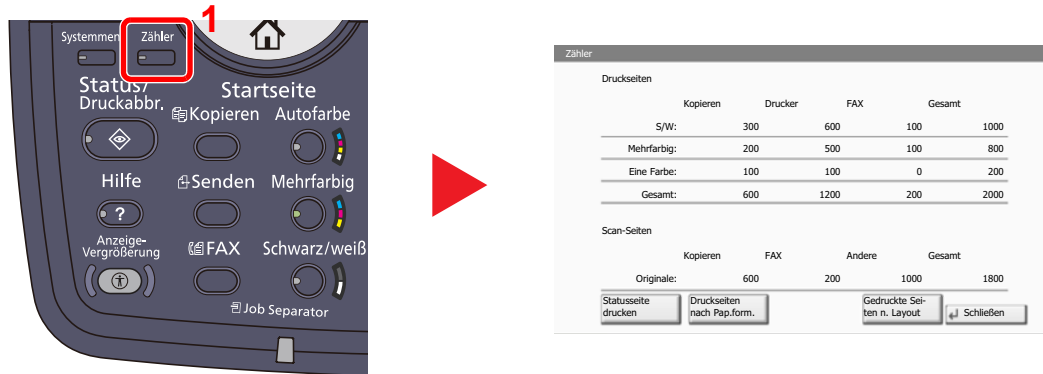 1
Systemmenü Zähler
Status/
Druckabbr.
Startseite
Kopieren Autofarbe
Hilfe
Senden Mehrfarbig
?
Anzeige-
Vergrößerung
FAX Schwarz/weiß
Job Separator
Zähler
Druckseiten
Kopieren Drucker FAX Gesamt
S/W: 300 600 100 1000
Mehrfarbig: 200 500 100 800
Eine Farbe: 100 100 0 200
Gesamt: 600 1200 200 2000
Scan-Seiten
Kopieren FAX Andere Gesamt
Originale: 600 200 1000 1800
Statusseite
drucken
Druckseiten
nach Pap.form.
Gedruckte Sei-
ten n. Layout
Schließen